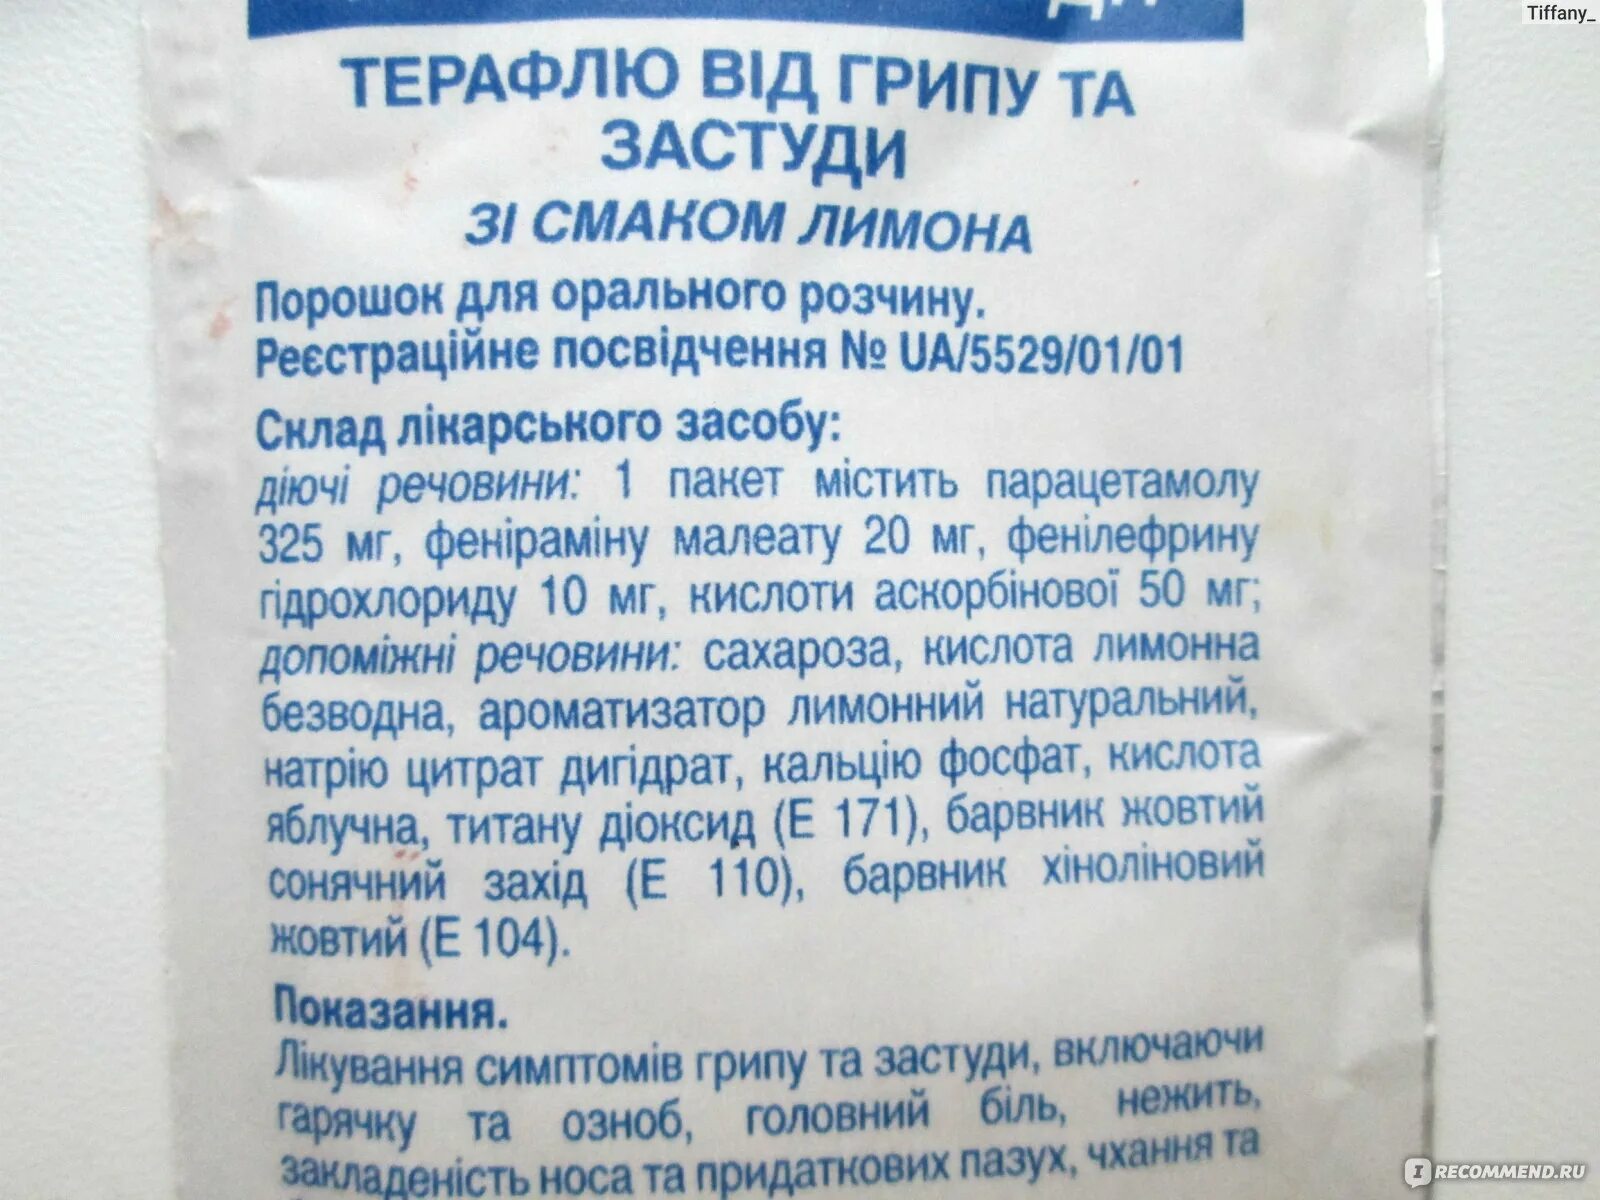 Tiffany_
ТЕРАФЛЮ ВІД ГРИПУ ТА
ЗАСТУДИ
ЗІ СМАКОМ ЛИМОНА
Порошок для орального розчину.
Реєстраційне посвідчення № UA/5529/01/01
Склад лікарського засобу:
діючі речовини: 1 пакет містить парацетамолу
325 мг, феніраміну малеату 20 мг, фенілефрину
гідрохлориду 10 мг, кислоти аскорбінової 50 мг;
допоміжні речовини: сахароза, кислота лимонна
безводна, ароматизатор лимонний натуральний,
натрію цитрат дигідрат, кальцію фосфат, кислота
яблучна, титану діоксид (Е 171), барвник жовтий
сонячний захід (Е 110), барвник хіноліновий
жовтий (Е 104).
Показання.
Лікування симптомів грипу та застуди, включаючи
гарячку та озноб, головний біль, нежить,
закладеність носа та придаткових пазух, чхання та
IRECOMMEND.RU